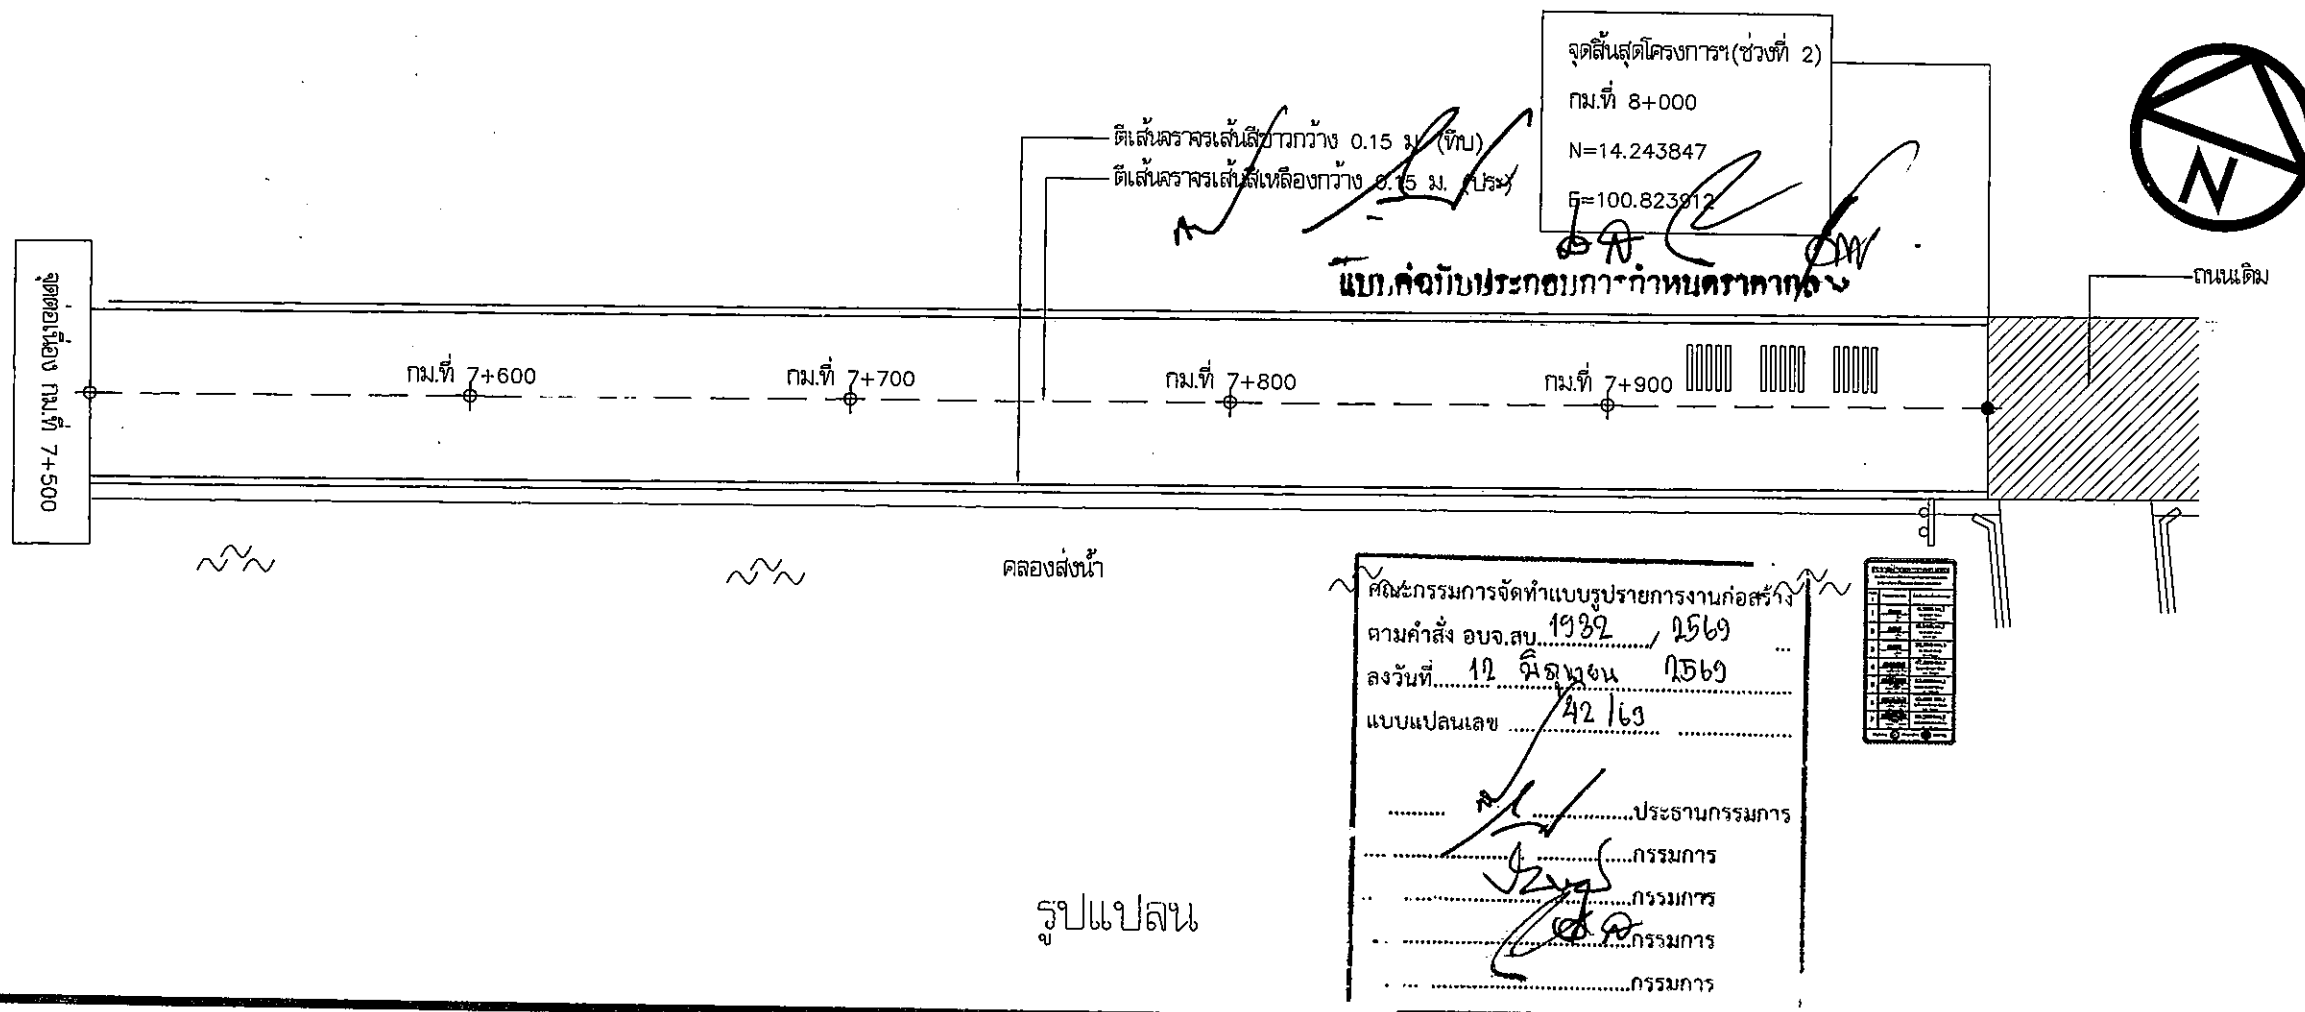 จุดสิ้นสุดโครงการฯ(ช่วงที่ 2)
กม.ที่ 8+000
N=14.243847
E=100.823912
ตีเส้นจราจรเส้นสีขาวกว้าง 0.15 ม. (ทึบ)
ตีเส้นจราจรเส้นสีเหลืองกว้าง 0.15 ม. (ประ)
N
แบบต้นฉบับประกอบการกำหนดราคากลาง
ถนนเดิม
จุดต่อเนื่อง กม.ที่ 7+500
กม.ที่ 7+600
กม.ที่ 7+700
กม.ที่ 7+800
กม.ที่ 7+900
คลองส่งน้ำ
คณะกรรมการจัดทำแบบรูปรายการงานก่อสร้าง
ตามคำสั่ง อบจ.สบ. 1932 / 2569
ลงวันที่ 12 มิถุนายน 2569
แบบแปลนเลข 42/69
ประธานกรรมการ
กรรมการ
กรรมการ
กรรมการ
กรรมการ
รูปแปลน